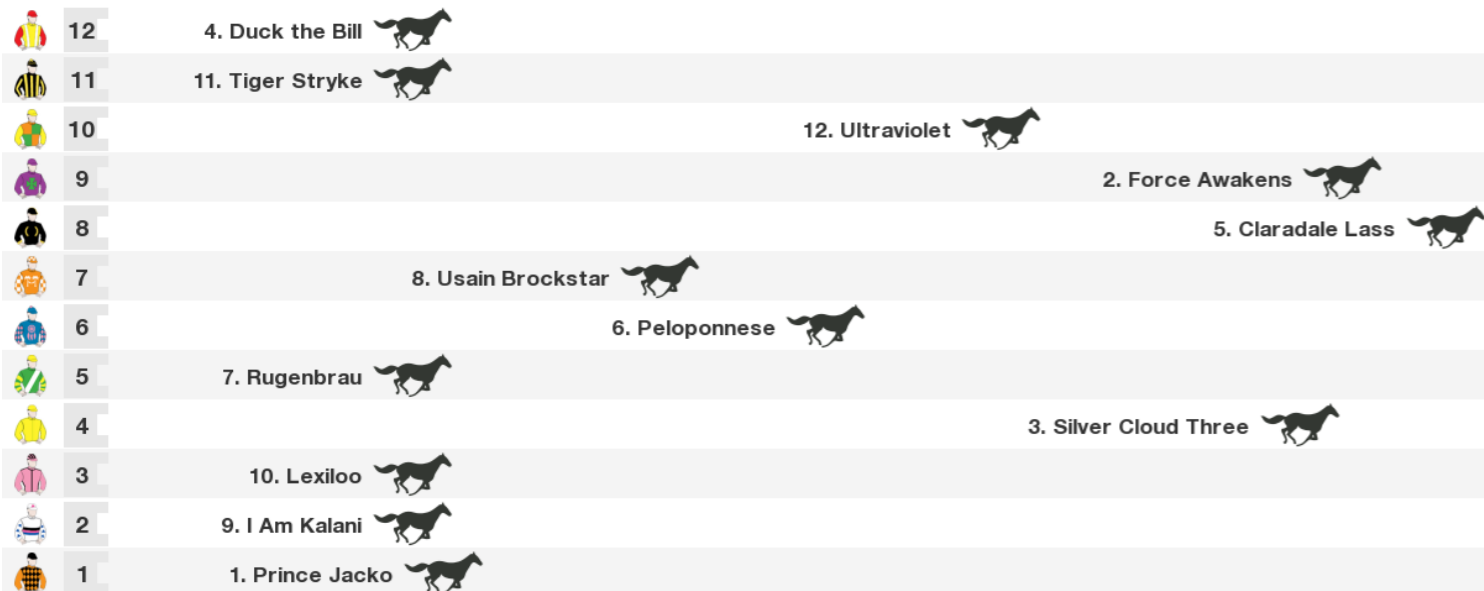 12 4. Duck the Bill
11 11. Tiger Stryke
10 12. Ultraviolet
9 2. Force Awakens
8 5. Claradale Lass
7 8. Usain Brockstar
6 6. Peloponnese
5 7. Rugenbrau
4 3. Silver Cloud Three
3 10. Lexiloo
2 9. I Am Kalani
1 1. Prince Jacko